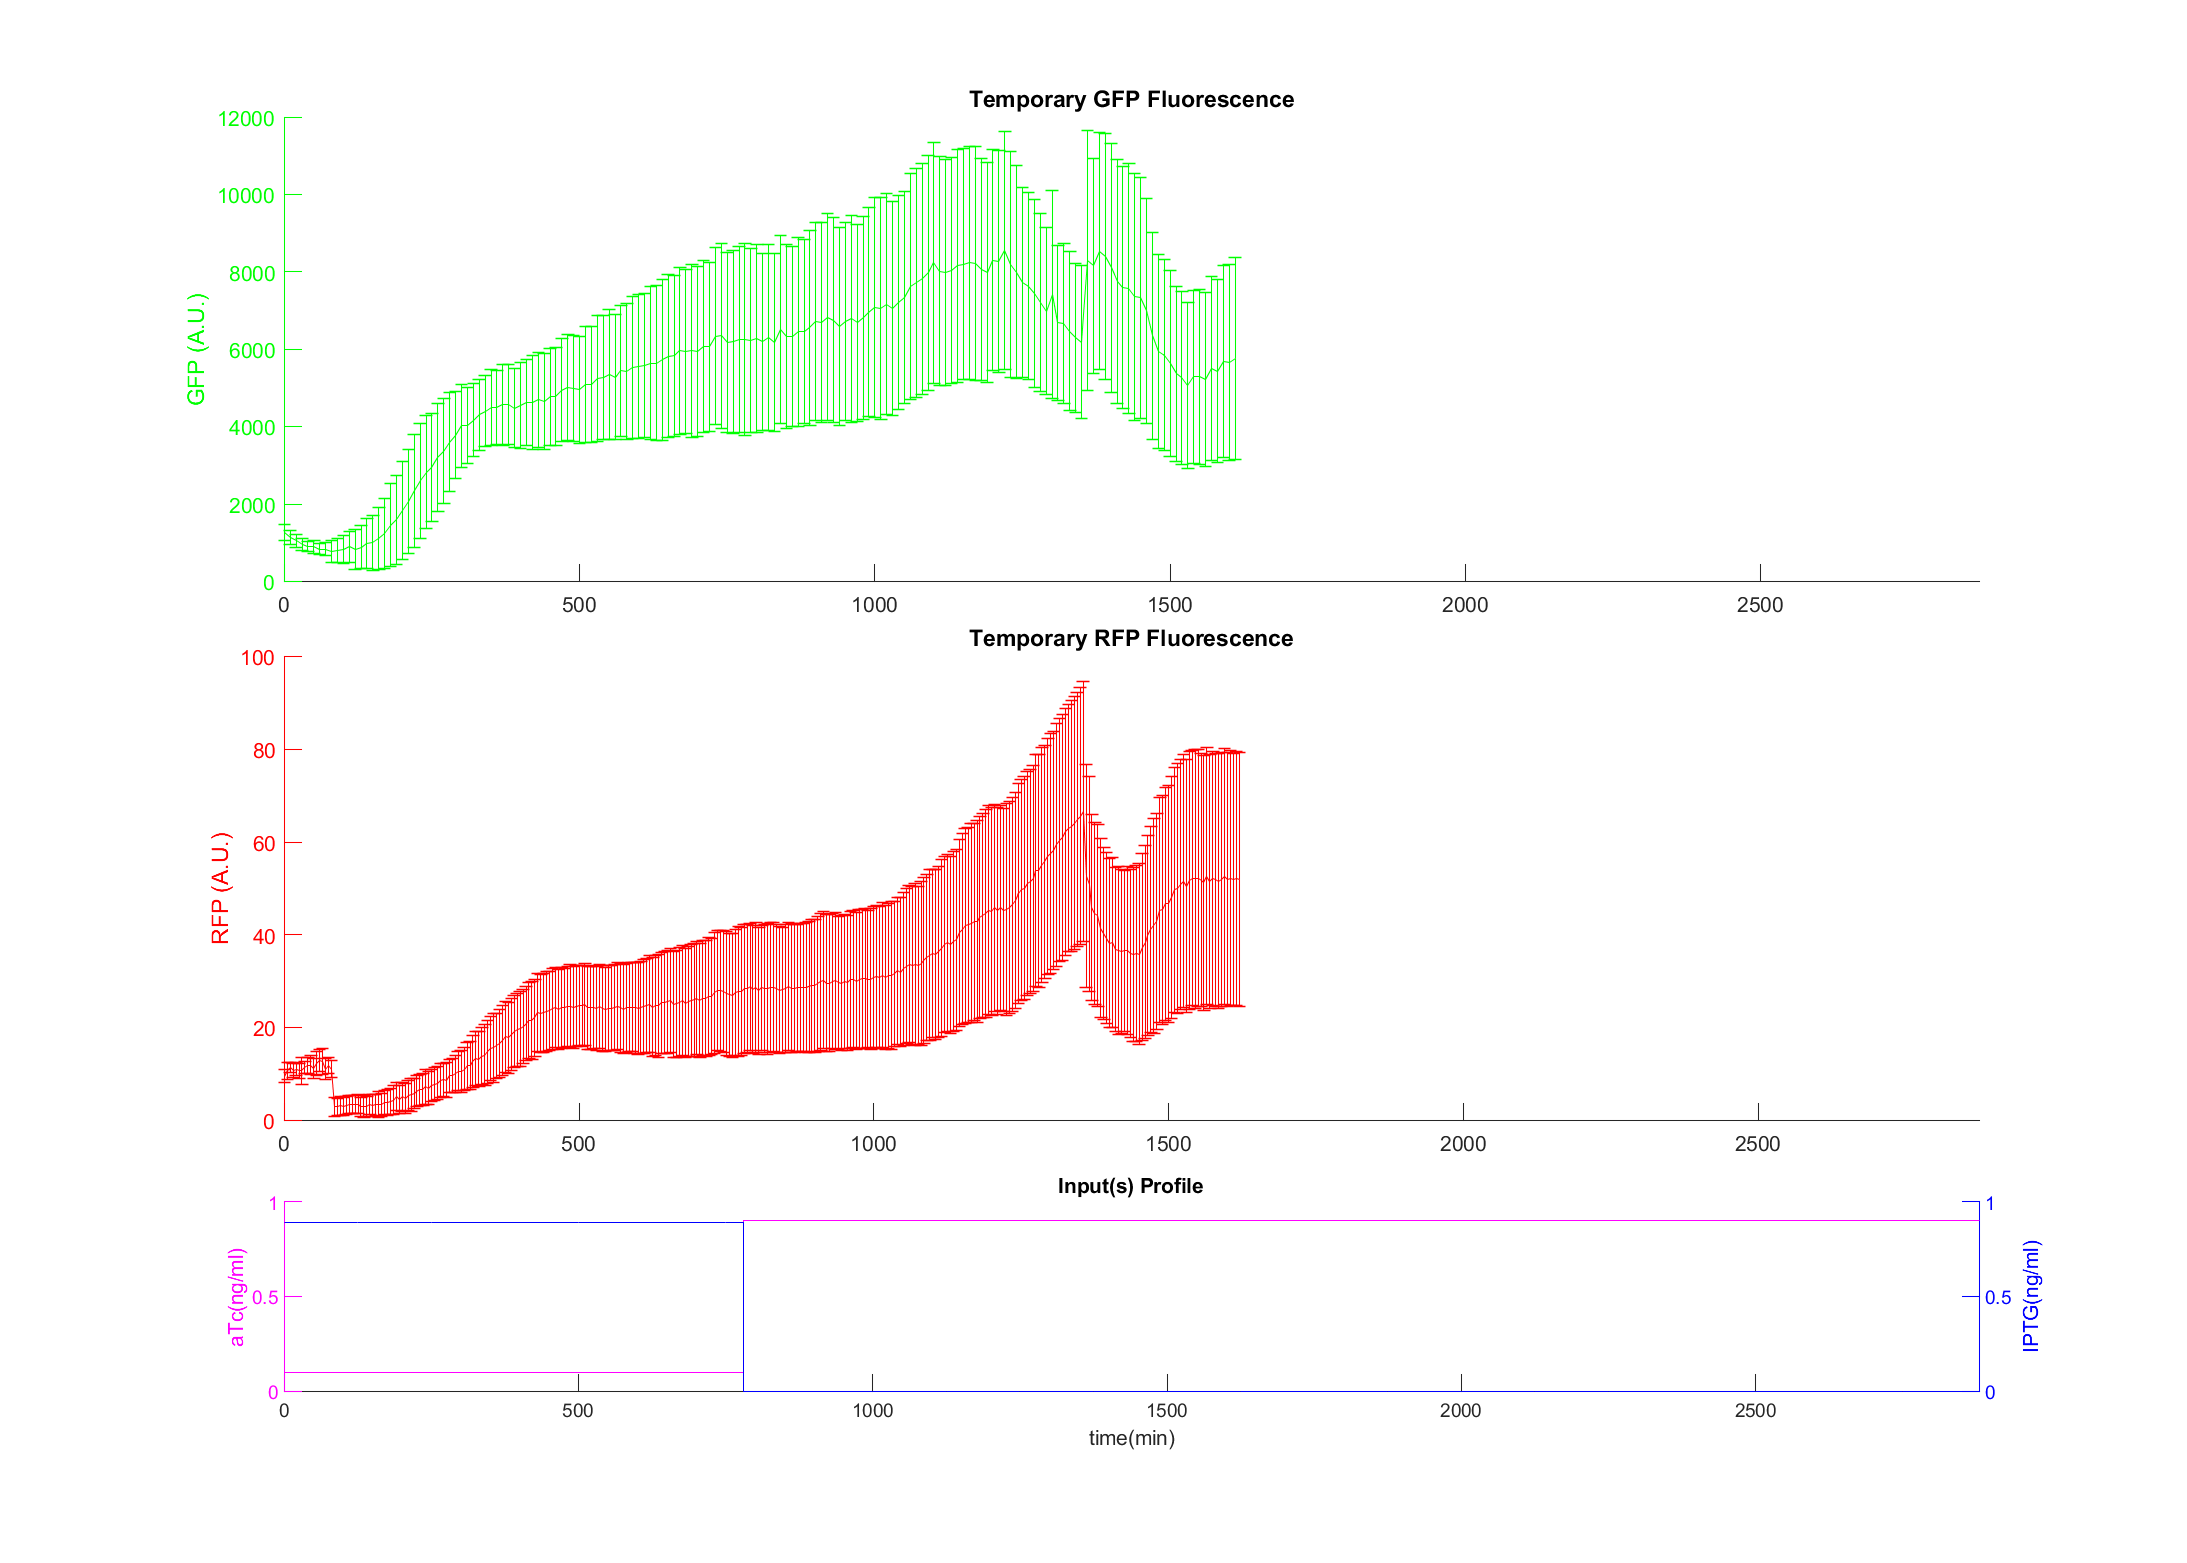 Temporary GFP Fluorescence
12000
10000
8000
6000
4000
2000
0
GFP (A.U.)
0 500 1000 1500 2000 2500
Temporary RFP Fluorescence
100
80
60
40
20
0
RFP (A.U.)
0 500 1000 1500 2000 2500
Input(s) Profile
1
0.5
0
aTc(ng/ml)
1
0.5
0
IPTG(ng/ml)
0 500 1000 1500 2000 2500
time(min)